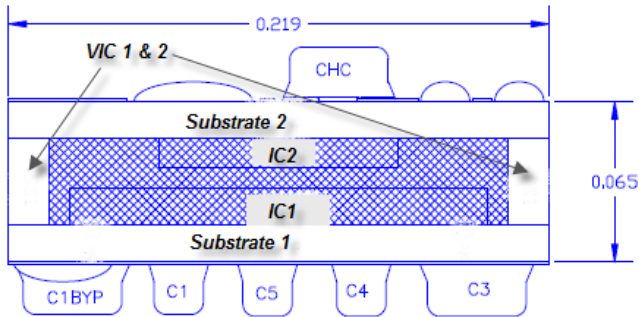 0.219
VIC 1 & 2
CHC
Substrate 2
IC2
0.065
IC1
Substrate 1
C1BYP
C1
C5
C4
C3